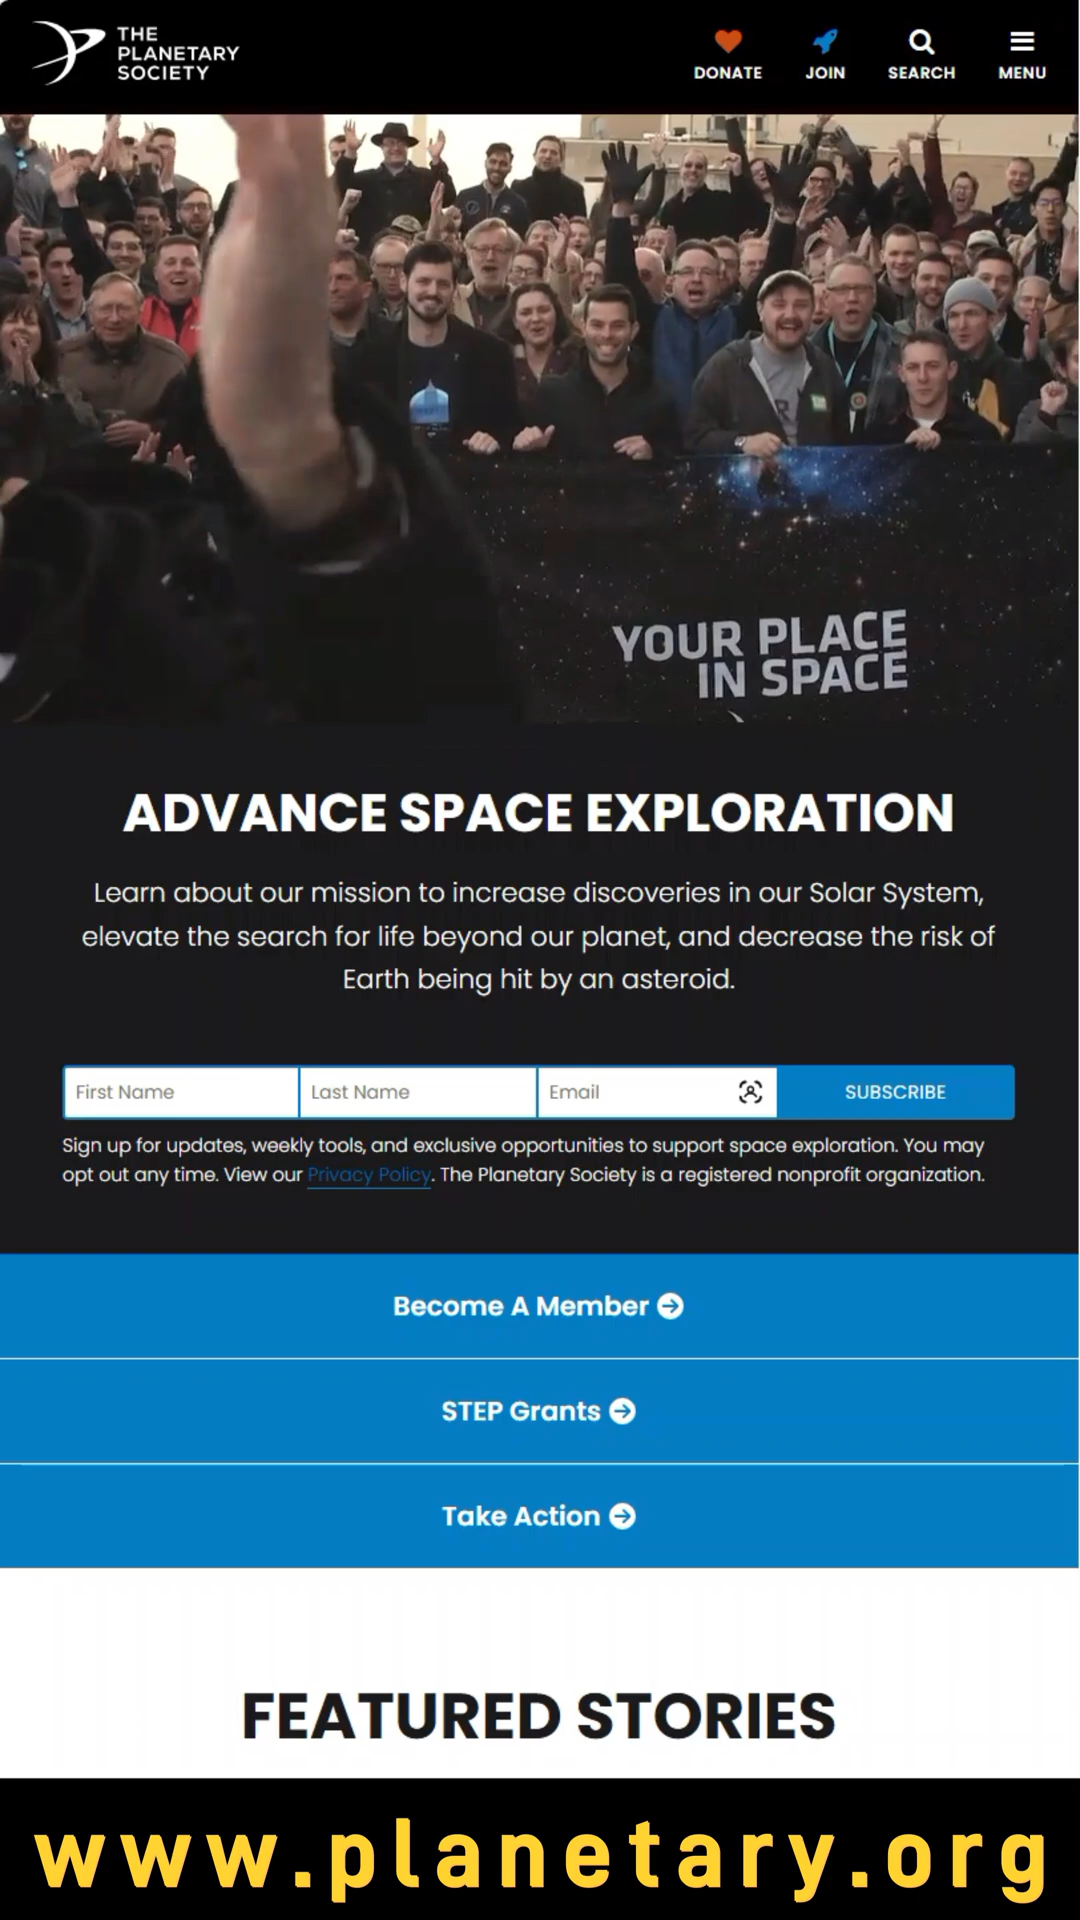 THE
PLANETARY
SOCIETY
DONATE
JOIN
SEARCH
MENU
YOUR PLACE
IN SPACE
ADVANCE SPACE EXPLORATION
Learn about our mission to increase discoveries in our Solar System,
elevate the search for life beyond our planet, and decrease the risk of
Earth being hit by an asteroid.
First Name
Last Name
Email
SUBSCRIBE
Sign up for updates, weekly tools, and exclusive opportunities to support space exploration. You may
opt out any time. View our Privacy Policy. The Planetary Society is a registered nonprofit organization.
Become A Member
STEP Grants
Take Action
FEATURED STORIES
www.planetary.org